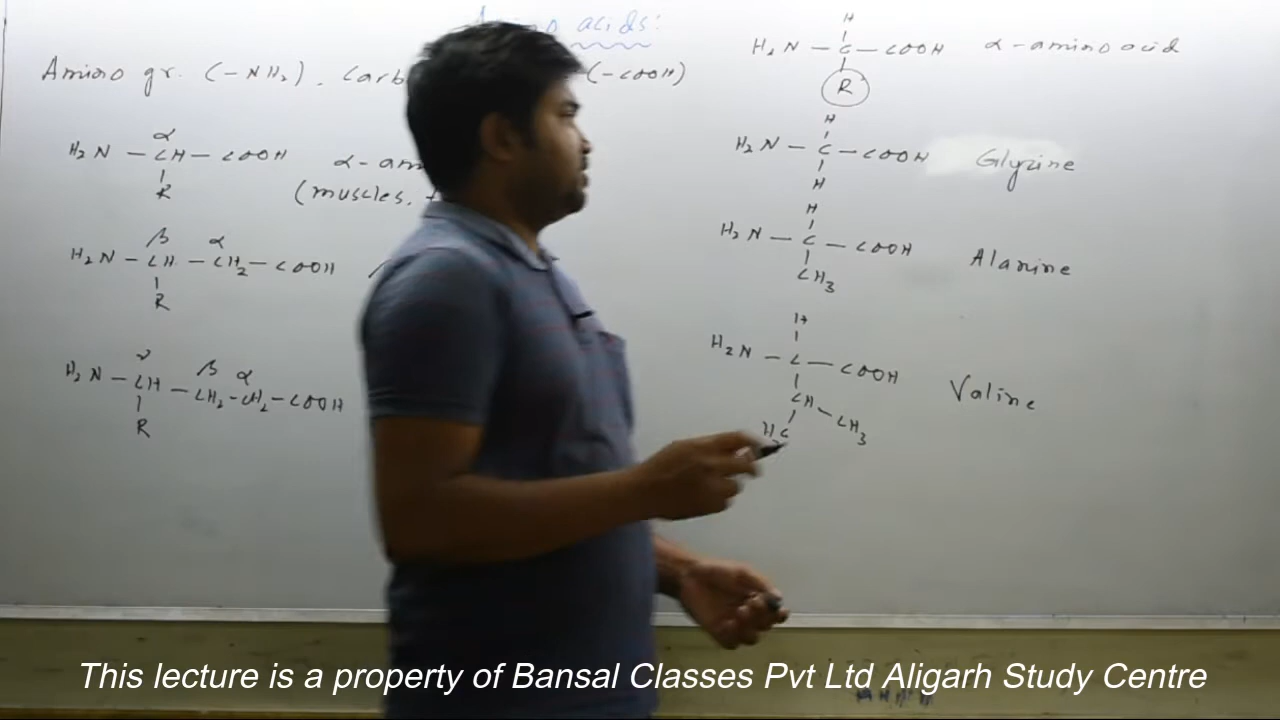 acids:
Amino gr. (-NH2), Carb (-COOH)
α
H2N - CH - COOH α-am
R (muscles,
β α
H2N - CH - CH2 - COOH
R
γ β α
H2N - CH - CH2 - CH2 - COOH
R
H
H2N - C - COOH α-amino acid
R
H
H2N - C - COOH Glycine
H
H
H2N - C - COOH Alanine
CH3
H
H2N - C - COOH Valine
CH - CH3
This lecture is a property of Bansal Classes Pvt Ltd Aligarh Study Centre